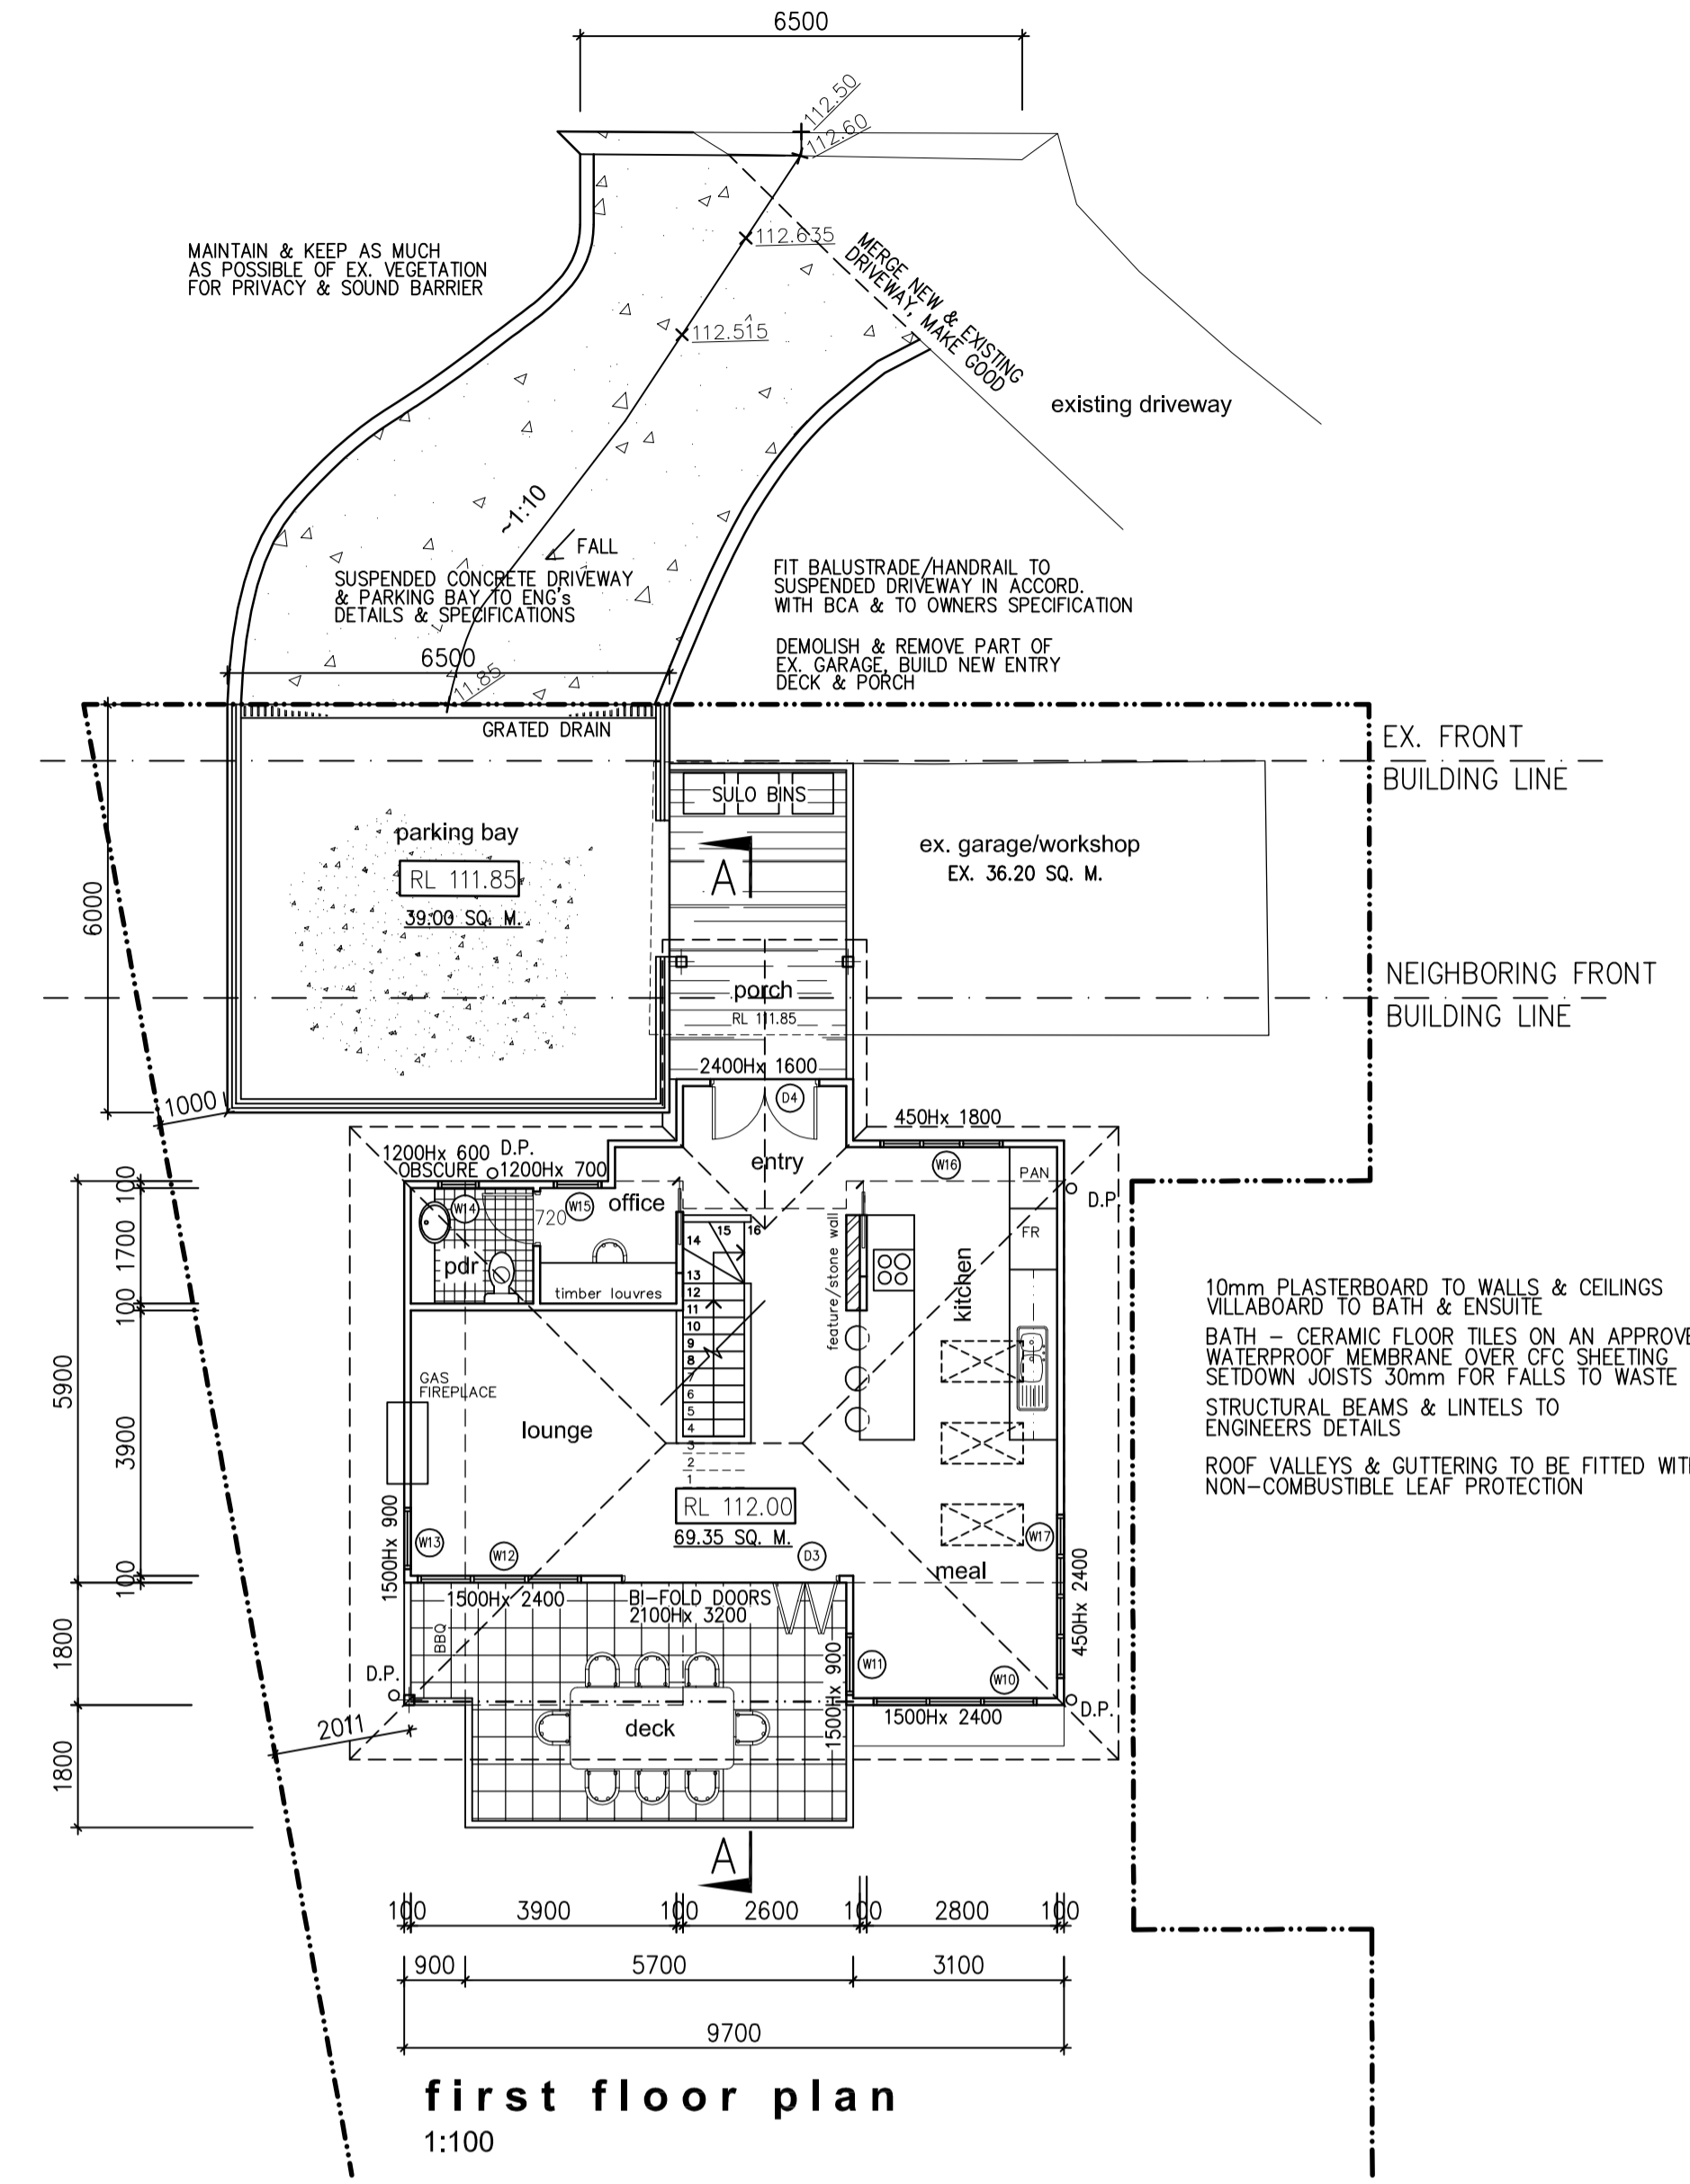 6500
112.50
112.60
112.635
MAINTAIN & KEEP AS MUCH
AS POSSIBLE OF EX. VEGETATION
FOR PRIVACY & SOUND BARRIER
MERGE NEW & EXISTING
DRIVEWAY, MAKE GOOD
112.515
existing driveway
~1:10
FALL
SUSPENDED CONCRETE DRIVEWAY
& PARKING BAY TO ENG's
DETAILS & SPECIFICATIONS
FIT BALUSTRADE/HANDRAIL TO
SUSPENDED DRIVEWAY IN ACCORD.
WITH BCA & TO OWNERS SPECIFICATION
DEMOLISH & REMOVE PART OF
EX. GARAGE, BUILD NEW ENTRY
DECK & PORCH
6500
11.85
GRATED DRAIN
EX. FRONT
BUILDING LINE
SULO BINS
parking bay
RL 111.85
39.00 SQ. M.
A
ex. garage/workshop
EX. 36.20 SQ. M.
6000
NEIGHBORING FRONT
BUILDING LINE
porch
RL 111.85
2400Hx 1600
D4
1000
450Hx 1800
1200Hx 600 D.P.
OBSCURE 1200Hx 700
entry
W16
PAN
D.P.
W14
W15
office
720
15 16
14
FR
pdr
timber louvres
13
12
11
10
9
8
7
6
5
4
3
2
1
feature/stone wall
kitchen
100
1700
100
3900
100
5900
1800
1800
GAS
FIREPLACE
lounge
10mm PLASTERBOARD TO WALLS & CEILINGS
VILLABOARD TO BATH & ENSUITE
BATH – CERAMIC FLOOR TILES ON AN APPROVE
WATERPROOF MEMBRANE OVER CFC SHEETING
SETDOWN JOISTS 30mm FOR FALLS TO WASTE
STRUCTURAL BEAMS & LINTELS TO
ENGINEERS DETAILS
ROOF VALLEYS & GUTTERING TO BE FITTED WIT
NON–COMBUSTIBLE LEAF PROTECTION
RL 112.00
69.35 SQ. M.
1500Hx 900
W13
W12
D3
W17
meal
450Hx 2400
1500Hx 2400
BI–FOLD DOORS
2100Hx 3200
BBQ
1500Hx 900
W11
W10
D.P.
D.P.
1500Hx 2400
2011
deck
A
100 3900 100 2600 100 2800 100
900 5700 3100
9700
first floor plan
1:100